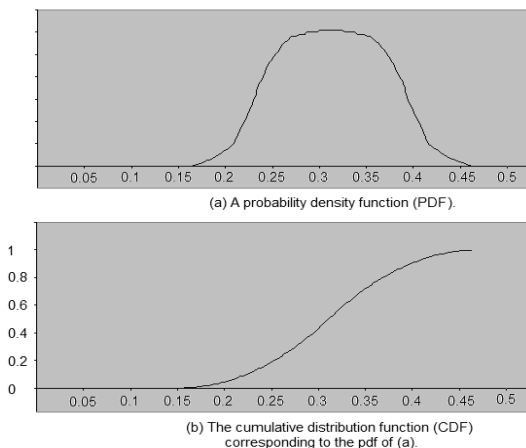 0.05 0.1 0.15 0.2 0.25 0.3 0.35 0.4 0.45 0.5
(a) A probability density function (PDF).
1
0.8
0.6
0.4
0.2
0
0.05 0.1 0.15 0.2 0.25 0.3 0.35 0.4 0.45 0.5
(b) The cumulative distribution function (CDF)
corresponding to the pdf of (a).